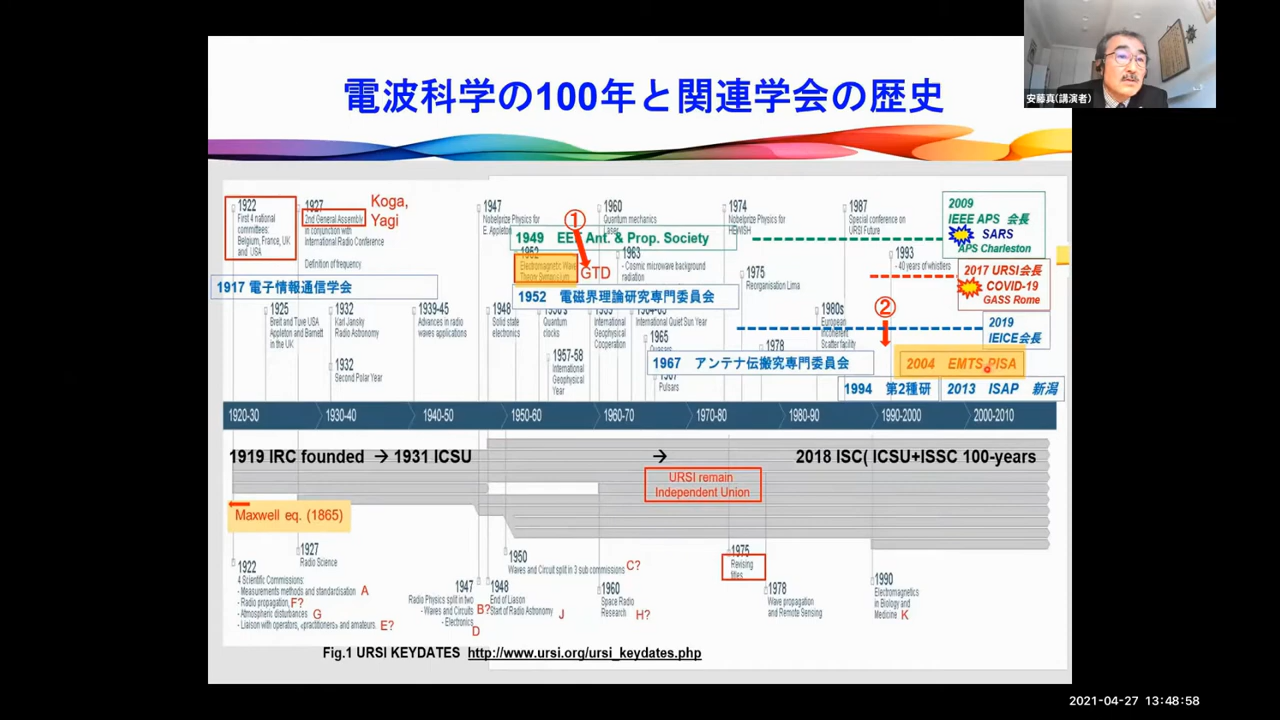 安藤真(講演者)
電波科学の100年と関連学会の歴史
1922
First 4 national
committees:
Belgium, France, UK
and USA
1927
2nd General Assembly
in conjunction with
International Radio Conference
Definition of frequency
Koga,
Yagi
1947
Nobelprize Physics for
E. Appleton
①
1960
Quantum mechanics
Laser
1974
Nobelprize Physics for
HEWISH
1987
Special conference on
URSI Future
2009
IEEE APS 会長
SARS
APS Charleston
1949 EEE Ant. & Prop. Society
1952
Electromagnetic Wave
Theory Symposium
GTD
1963
- Cosmic microwave background
radiation
1975
Reorganisation Lima
1993
- 40 years of whistlers
2017 URSI会長
COVID-19
GASS Rome
1917 電子情報通信学会
1952 電磁界理論研究専門委員会
1925
Breit and Tuve USA
Appleton and Barnett
in the UK
1932
Karl Jansky
Radio Astronomy
1939-45
Advances in radio
waves applications
1948
Solid state
electronics
Quantum
clocks
International
Geophysical
Cooperation
International Quiet Sun Year
1965
1980s
European
Incoherent
Scatter facility
②
2019
IEICE会長
1932
Second Polar Year
1957-58
International
Geophysical
Year
1978
1967 アンテナ伝搬究専門委員会
Pulsars
2004 EMTS PISA
1994 第2種研
2013 ISAP 新潟
1920-30
1930-40
1940-50
1950-60
1960-70
1970-80
1980-90
1990-2000
2000-2010
1919 IRC founded → 1931 ICSU
→
2018 ISC( ICSU+ISSC 100-years
URSI remain
Independent Union
Maxwell eq. (1865)
1922
4 Scientific Commissions:
- Measurements methods and standardisation A
- Radio propagation, F?
- Atmospheric disturbances G
- Liaison with operators, «practitioners» and amateurs. E?
1927
Radio Science
1947
Radio Physics split in two
- Waves and Circuits B?
- Electronics
D
1948
End of Liason
Start of Radio Astronomy J
1950
Waves and Circuit split in 3 sub commissions C?
1960
Space Radio
Research H?
1975
Revising
titles
1978
Wave propagation
and Remote Sensing
1990
Electromagnetics
in Biology and
Medicine K
Fig.1 URSI KEYDATES http://www.ursi.org/ursi_keydates.php
2021-04-27 13:48:58